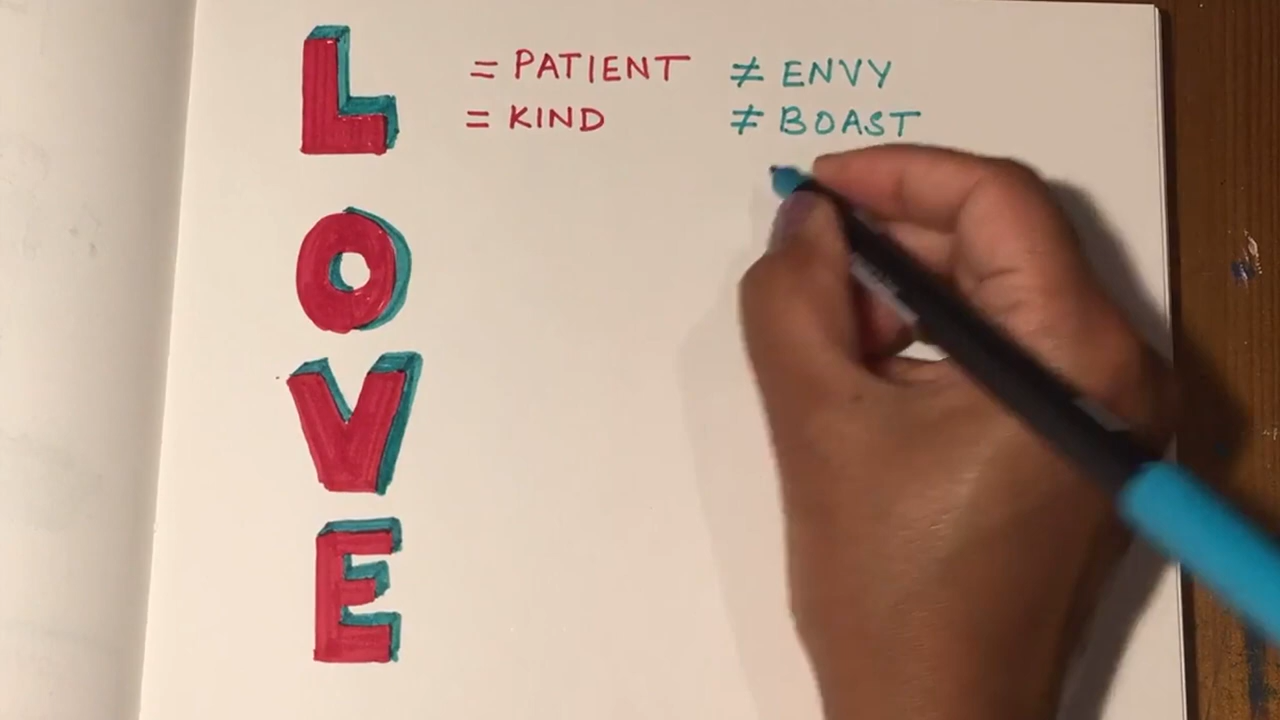 L
= PATIENT ≠ ENVY
= KIND ≠ BOAST
O
V
E